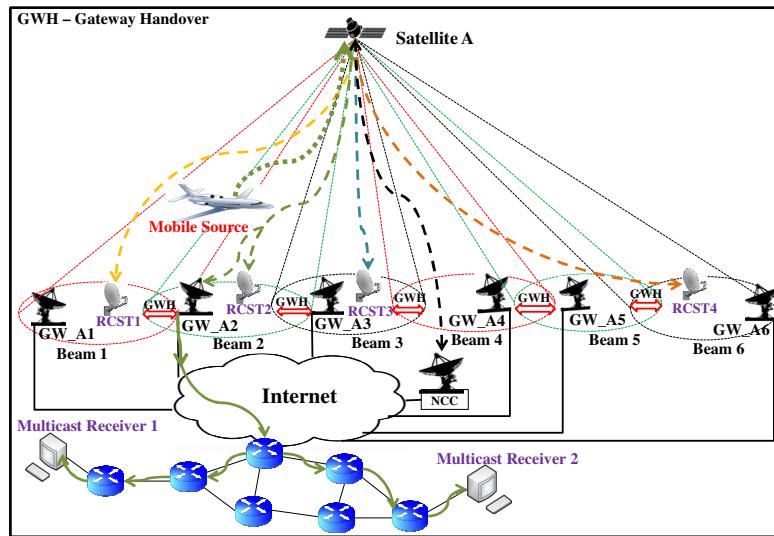 GWH – Gateway Handover
Satellite A
Mobile Source
RCST1
GWH
GW_A1
Beam 1
GW_A2
RCST2
Beam 2
GWH
GW_A3
RCST3
Beam 3
GWH
GW_A4
Beam 4
GWH
GW_A5
Beam 5
GWH
RCST4
Beam 6
GW_A6
Internet
NCC
Multicast Receiver 1
Multicast Receiver 2